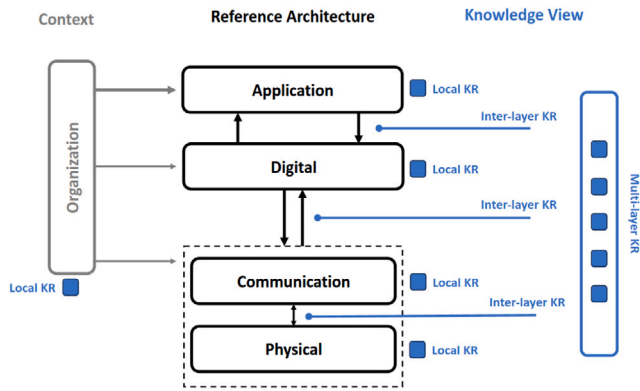 Context
Reference Architecture
Knowledge View
Organization
Local KR
Application
Local KR
Inter-layer KR
Digital
Local KR
Inter-layer KR
Communication
Local KR
Inter-layer KR
Physical
Local KR
Multi-layer KR